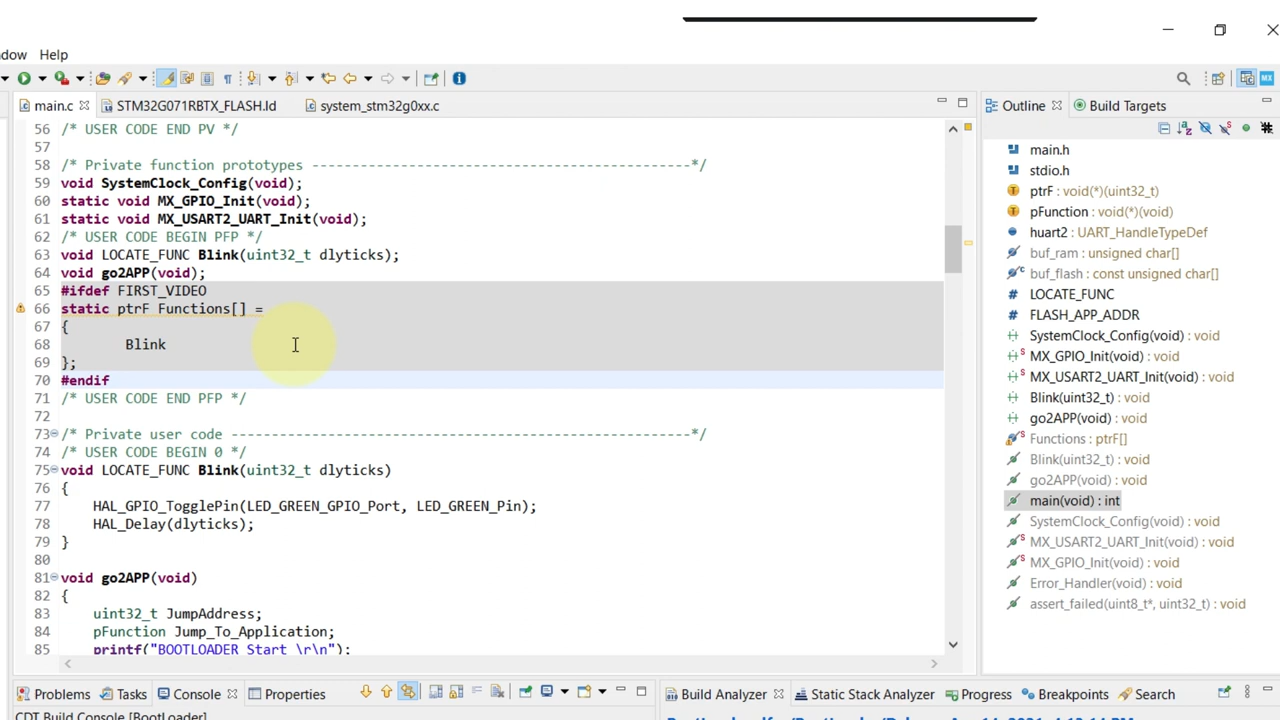 ndow Help
main.c STM32G071RBTX_FLASH.ld system_stm32g0xx.c
56 /* USER CODE END PV */
57
58 /* Private function prototypes -----------------------------------------------*/
59 void SystemClock_Config(void);
60 static void MX_GPIO_Init(void);
61 static void MX_USART2_UART_Init(void);
62 /* USER CODE BEGIN PFP */
63 void LOCATE_FUNC Blink(uint32_t dlyticks);
64 void go2APP(void);
65 #ifdef FIRST_VIDEO
66 static ptrF Functions[] =
67 {
68 Blink
69 };
70 #endif
71 /* USER CODE END PFP */
72
73 /* Private user code ---------------------------------------------------------*/
74 /* USER CODE BEGIN 0 */
75 void LOCATE_FUNC Blink(uint32_t dlyticks)
76 {
77 HAL_GPIO_TogglePin(LED_GREEN_GPIO_Port, LED_GREEN_Pin);
78 HAL_Delay(dlyticks);
79 }
80
81 void go2APP(void)
82 {
83 uint32_t JumpAddress;
84 pFunction Jump_To_Application;
85 printf("BOOTLOADER Start \r\n");
Outline Build Targets
main.h
stdio.h
ptrF : void(*)(uint32_t)
pFunction : void(*)(void)
huart2 : UART_HandleTypeDef
buf_ram : unsigned char[]
buf_flash : const unsigned char[]
LOCATE_FUNC
FLASH_APP_ADDR
SystemClock_Config(void) : void
MX_GPIO_Init(void) : void
MX_USART2_UART_Init(void) : void
Blink(uint32_t) : void
go2APP(void) : void
Functions : ptrF[]
Blink(uint32_t) : void
go2APP(void) : void
main(void) : int
SystemClock_Config(void) : void
MX_USART2_UART_Init(void) : void
MX_GPIO_Init(void) : void
Error_Handler(void) : void
assert_failed(uint8_t*, uint32_t) : void
Problems Tasks Console Properties
CDT Build Console [BootLoader]
Build Analyzer Static Stack Analyzer Progress Breakpoints Search